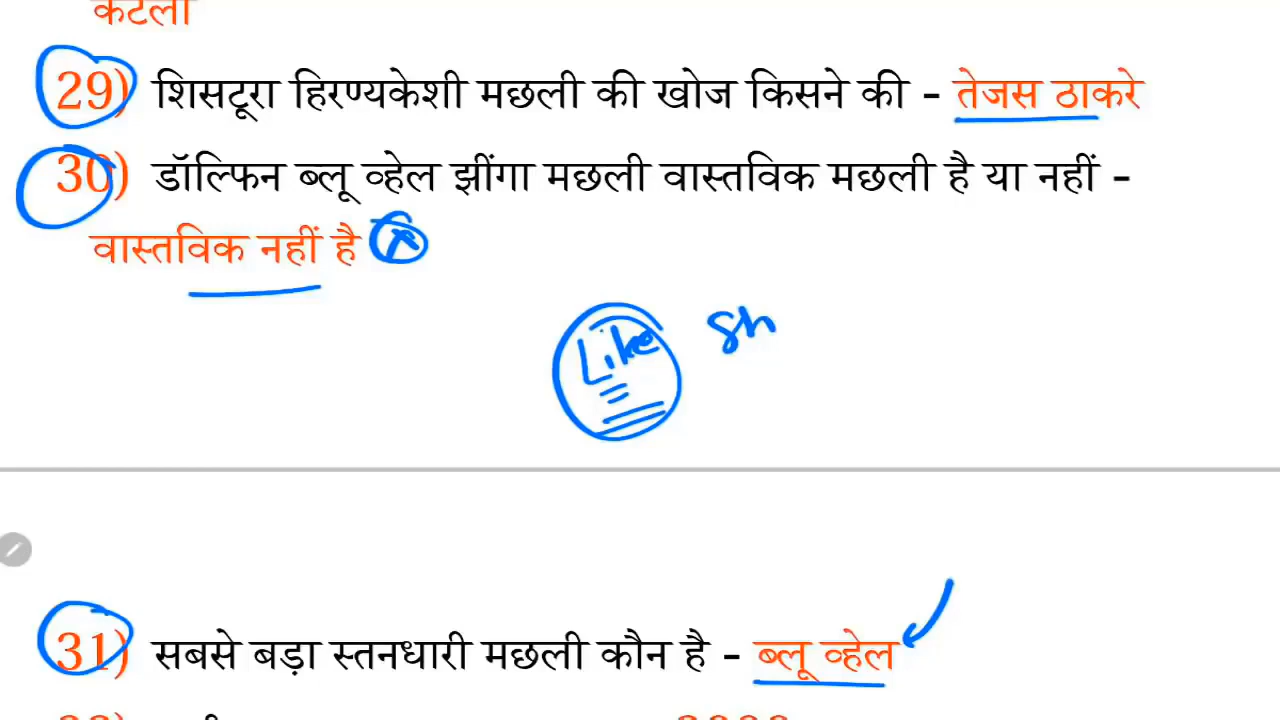 कटला
29) शिसटूरा हिरण्यकेशी मछली की खोज किसने की - तेजस ठाकरे
30) डॉल्फिन ब्लू व्हेल झींगा मछली वास्तविक मछली है या नहीं -
वास्तविक नहीं है
Like Sh
31) सबसे बड़ा स्तनधारी मछली कौन है - ब्लू व्हेल